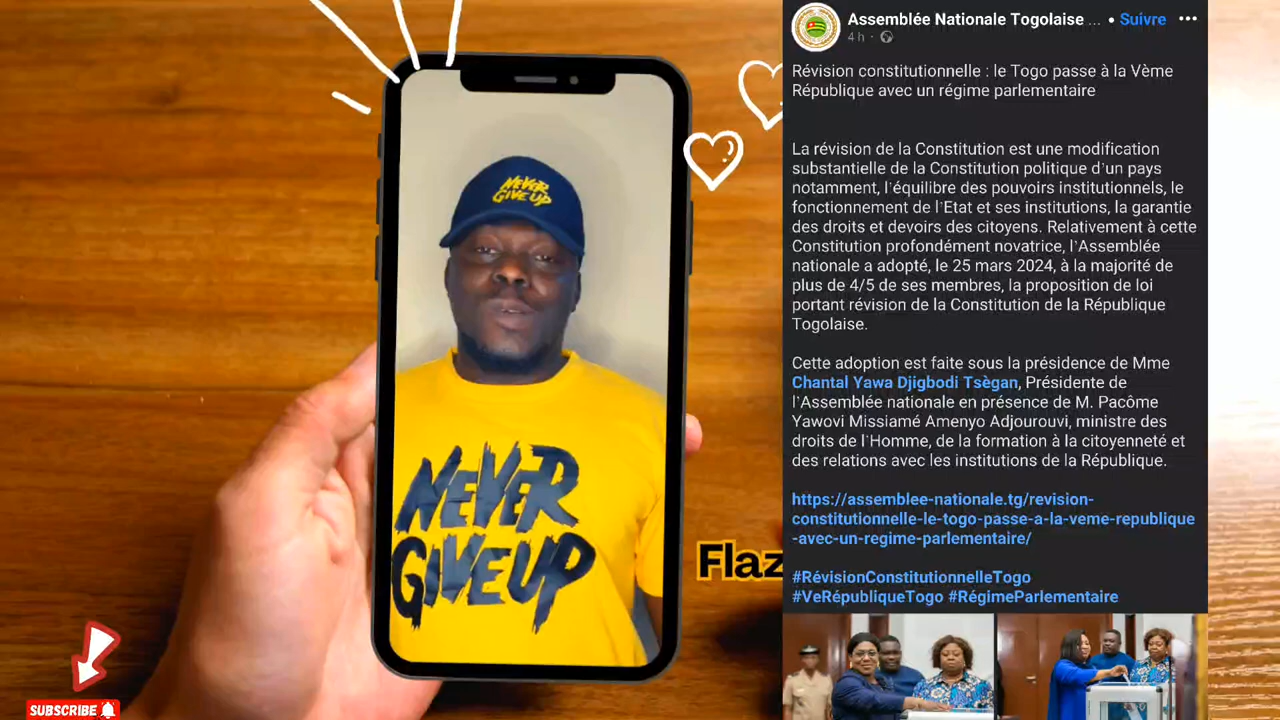 NEVER
GIVE UP
NEVER
GIVE UP
Flaz
SUBSCRIBE
Assemblée Nationale Togolaise ... • Suivre
4 h
Révision constitutionnelle : le Togo passe à la Vème
République avec un régime parlementaire
La révision de la Constitution est une modification
substantielle de la Constitution politique d'un pays
notamment, l'équilibre des pouvoirs institutionnels, le
fonctionnement de l'Etat et ses institutions, la garantie
des droits et devoirs des citoyens. Relativement à cette
Constitution profondément novatrice, l'Assemblée
nationale a adopté, le 25 mars 2024, à la majorité de
plus de 4/5 de ses membres, la proposition de loi
portant révision de la Constitution de la République
Togolaise.
Cette adoption est faite sous la présidence de Mme
Chantal Yawa Djigbodi Tsègan, Présidente de
l'Assemblée nationale en présence de M. Pacôme
Yawovi Missiamé Amenyo Adjourouvi, ministre des
droits de l'Homme, de la formation à la citoyenneté et
des relations avec les institutions de la République.
https://assemblee-nationale.tg/revision-
constitutionnelle-le-togo-passe-a-la-veme-republique
-avec-un-regime-parlementaire/
#RévisionConstitutionnelleTogo
#VeRépubliqueTogo #RégimeParlementaire